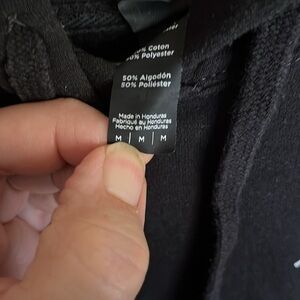 Coton
Polyester
50% Algodón
50% Poliéster
Made in Honduras
Fabriqué au Honduras
Hecho en Honduras
M | M | M